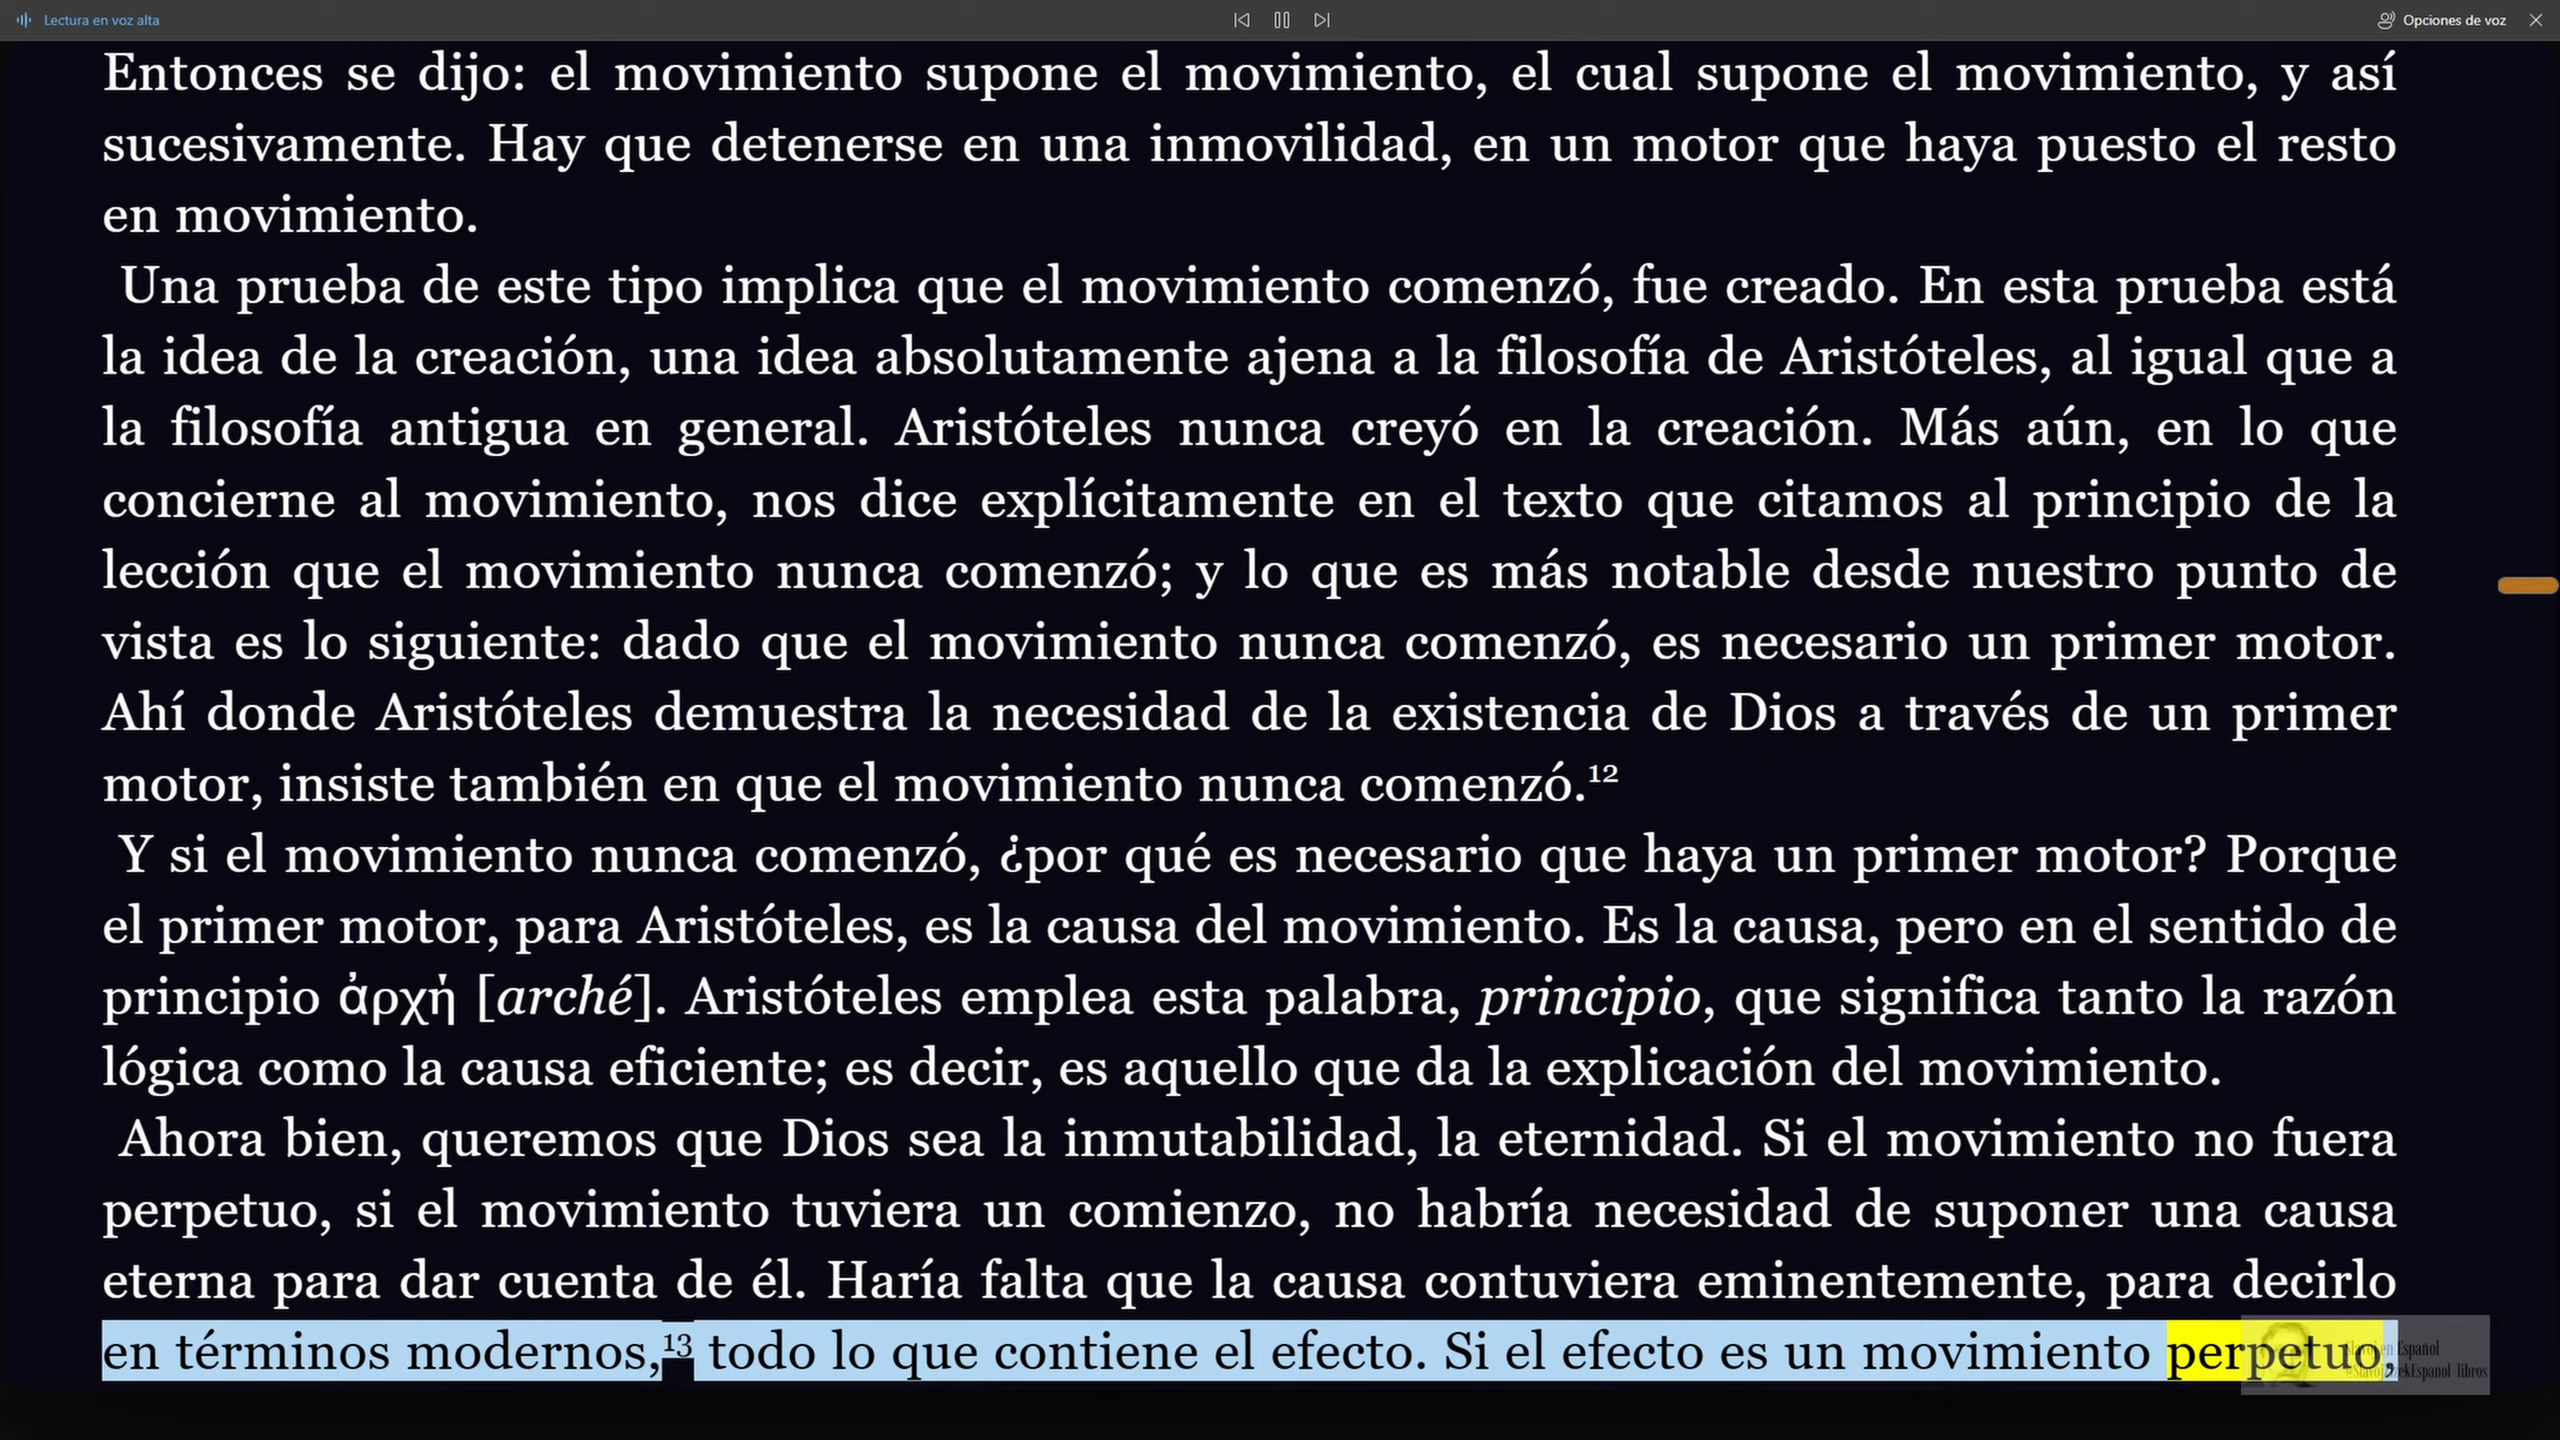 Lectura en voz alta
Opciones de voz
Entonces se dijo: el movimiento supone el movimiento, el cual supone el movimiento, y así
sucesivamente. Hay que detenerse en una inmovilidad, en un motor que haya puesto el resto
en movimiento.
Una prueba de este tipo implica que el movimiento comenzó, fue creado. En esta prueba está
la idea de la creación, una idea absolutamente ajena a la filosofía de Aristóteles, al igual que a
la filosofía antigua en general. Aristóteles nunca creyó en la creación. Más aún, en lo que
concierne al movimiento, nos dice explícitamente en el texto que citamos al principio de la
lección que el movimiento nunca comenzó; y lo que es más notable desde nuestro punto de
vista es lo siguiente: dado que el movimiento nunca comenzó, es necesario un primer motor.
Ahí donde Aristóteles demuestra la necesidad de la existencia de Dios a través de un primer
motor, insiste también en que el movimiento nunca comenzó.¹²
Y si el movimiento nunca comenzó, ¿por qué es necesario que haya un primer motor? Porque
el primer motor, para Aristóteles, es la causa del movimiento. Es la causa, pero en el sentido de
principio ἀρχή [arché]. Aristóteles emplea esta palabra, principio, que significa tanto la razón
lógica como la causa eficiente; es decir, es aquello que da la explicación del movimiento.
Ahora bien, queremos que Dios sea la inmutabilidad, la eternidad. Si el movimiento no fuera
perpetuo, si el movimiento tuviera un comienzo, no habría necesidad de suponer una causa
eterna para dar cuenta de él. Haría falta que la causa contuviera eminentemente, para decirlo
en términos modernos,¹³ todo lo que contiene el efecto. Si el efecto es un movimiento perpetuo,
en Español